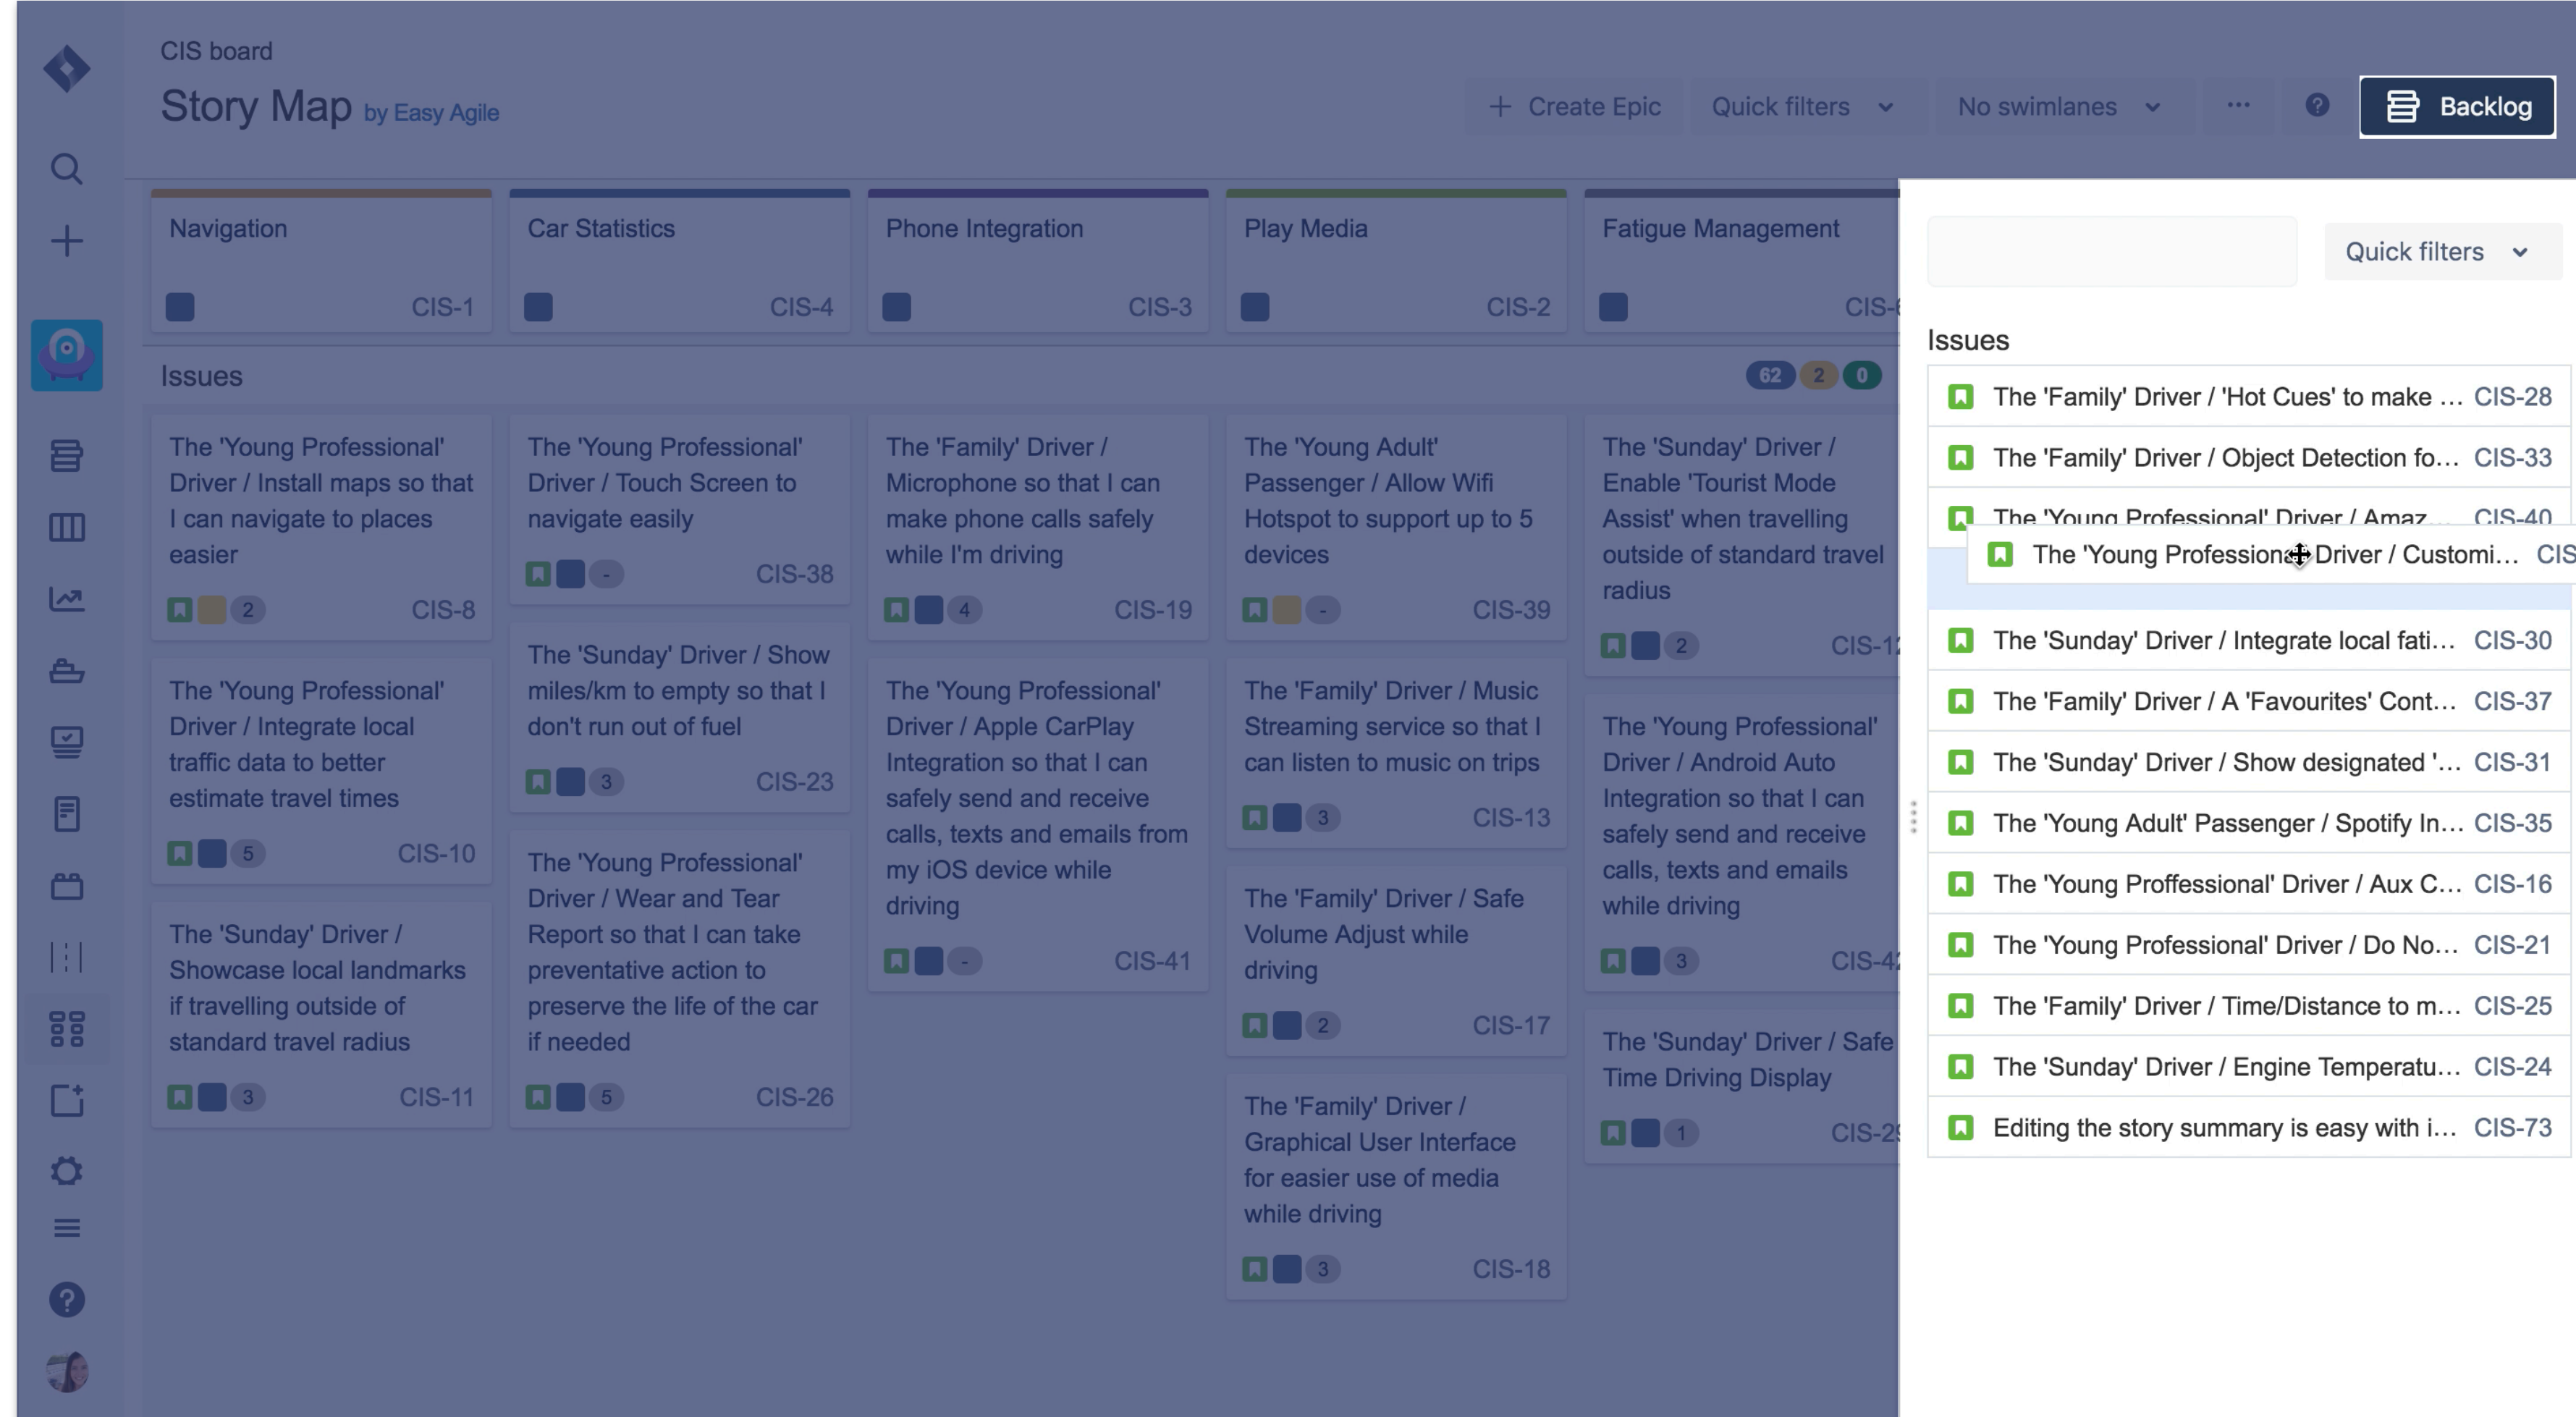 CIS board
Story Map by Easy Agile
Create Epic
Quick filters
No swimlanes
Backlog
Navigation
CIS-1
Car Statistics
CIS-4
Phone Integration
CIS-3
Play Media
CIS-2
Fatigue Management
CIS-6
Issues
62 2 0
The 'Young Professional'
Driver / Install maps so that
I can navigate to places
easier
2 CIS-8
The 'Young Professional'
Driver / Integrate local
traffic data to better
estimate travel times
5 CIS-10
The 'Sunday' Driver /
Showcase local landmarks
if travelling outside of
standard travel radius
3 CIS-11
The 'Young Professional'
Driver / Touch Screen to
navigate easily
- CIS-38
The 'Sunday' Driver / Show
miles/km to empty so that I
don't run out of fuel
3 CIS-23
The 'Young Professional'
Driver / Wear and Tear
Report so that I can take
preventative action to
preserve the life of the car
if needed
5 CIS-26
The 'Family' Driver /
Microphone so that I can
make phone calls safely
while I'm driving
4 CIS-19
The 'Young Professional'
Driver / Apple CarPlay
Integration so that I can
safely send and receive
calls, texts and emails from
my iOS device while
driving
- CIS-41
The 'Young Adult'
Passenger / Allow Wifi
Hotspot to support up to 5
devices
- CIS-39
The 'Family' Driver / Music
Streaming service so that I
can listen to music on trips
3 CIS-13
The 'Family' Driver / Safe
Volume Adjust while
driving
2 CIS-17
The 'Family' Driver /
Graphical User Interface
for easier use of media
while driving
3 CIS-18
The 'Sunday' Driver /
Enable 'Tourist Mode
Assist' when travelling
outside of standard travel
radius
2 CIS-12
The 'Young Professional'
Driver / Android Auto
Integration so that I can
safely send and receive
calls, texts and emails
while driving
3 CIS-42
The 'Sunday' Driver / Safe
Time Driving Display
1 CIS-29
Quick filters
Issues
The 'Family' Driver / 'Hot Cues' to make ... CIS-28
The 'Family' Driver / Object Detection fo... CIS-33
The 'Young Professional' Driver / Amaz... CIS-40
The 'Young Professional' Driver / Customi... CIS
The 'Sunday' Driver / Integrate local fati... CIS-30
The 'Family' Driver / A 'Favourites' Cont... CIS-37
The 'Sunday' Driver / Show designated '... CIS-31
The 'Young Adult' Passenger / Spotify In... CIS-35
The 'Young Proffessional' Driver / Aux C... CIS-16
The 'Young Professional' Driver / Do No... CIS-21
The 'Family' Driver / Time/Distance to m... CIS-25
The 'Sunday' Driver / Engine Temperatu... CIS-24
Editing the story summary is easy with i... CIS-73